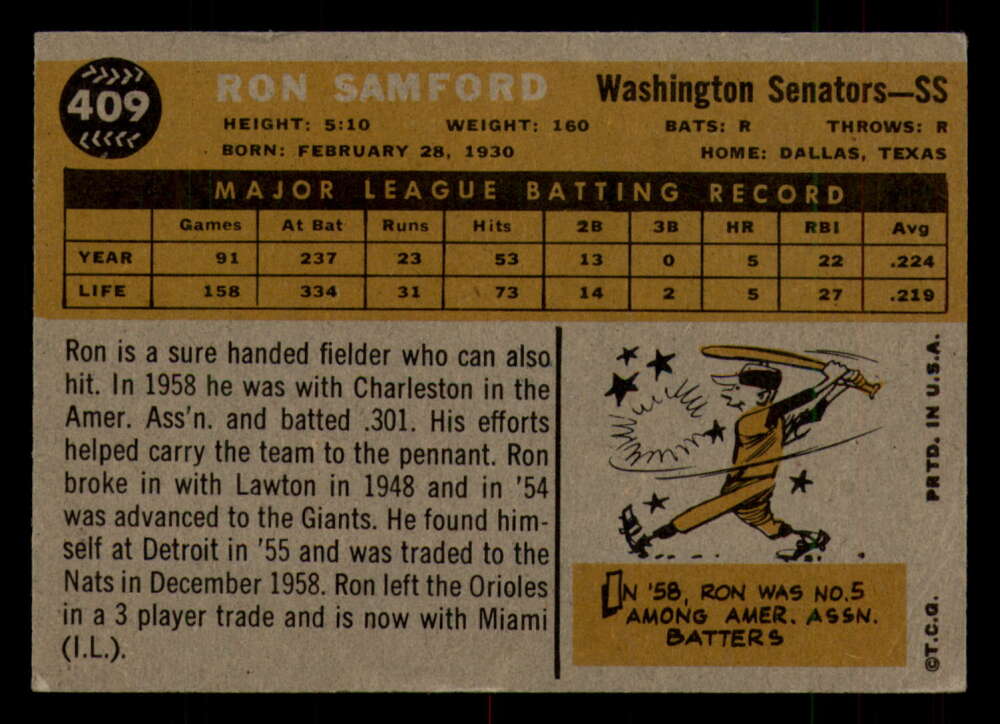 409
RON SAMFORD
Washington Senators—SS
HEIGHT: 5:10 WEIGHT: 160 BATS: R THROWS: R
BORN: FEBRUARY 28, 1930 HOME: DALLAS, TEXAS
MAJOR LEAGUE BATTING RECORD
Games At Bat Runs Hits 2B 3B HR RBI Avg
YEAR 91 237 23 53 13 0 5 22 .224
LIFE 158 334 31 73 14 2 5 27 .219
Ron is a sure handed fielder who can also
hit. In 1958 he was with Charleston in the
Amer. Ass'n. and batted .301. His efforts
helped carry the team to the pennant. Ron
broke in with Lawton in 1948 and in '54
was advanced to the Giants. He found him-
self at Detroit in '55 and was traded to the
Nats in December 1958. Ron left the Orioles
in a 3 player trade and is now with Miami
(I.L.).
IN '58, RON WAS NO.5
AMONG AMER. ASSN.
BATTERS
©T.C.G. PRTD. IN U.S.A.